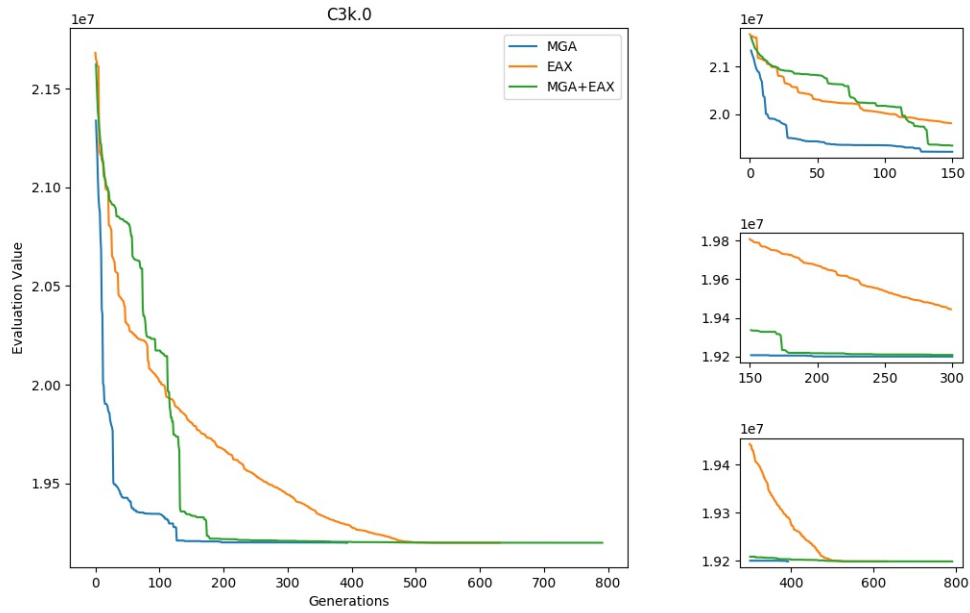 C3k.0
1e7
MGA
EAX
MGA+EAX
2.15
2.10
2.05
2.00
1.95
Evaluation Value
0 100 200 300 400 500 600 700 800
Generations
1e7
2.1
2.0
0 50 100 150
1e7
1.98
1.96
1.94
1.92
150 200 250 300
1e7
1.94
1.93
1.92
400 600 800